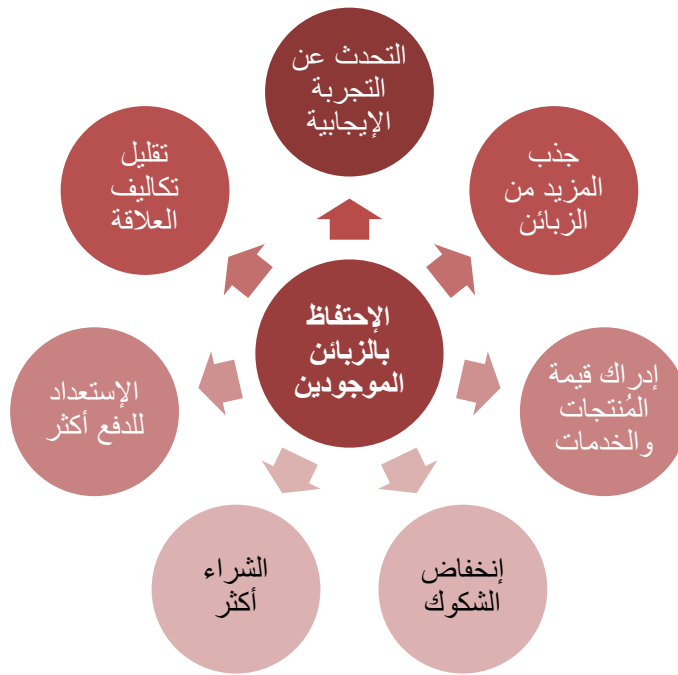 التحدث عن
التجربة
الإيجابية
جذب
المزيد من
الزبائن
إدراك قيمة
المُنتجات
والخدمات
إنخفاض
الشكوك
الشراء
أكثر
الإستعداد
للدفع أكثر
تقليل
تكاليف
العلاقة
الإحتفاظ
بالزبائن
الموجودين